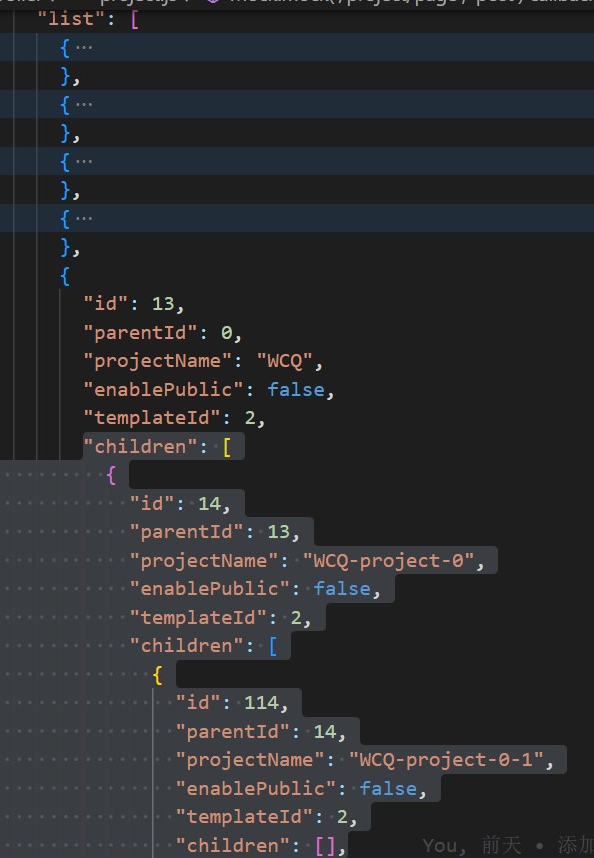 "list": [
{ ...
},
{ ...
},
{ ...
},
{ ...
},
{
"id": 13,
"parentId": 0,
"projectName": "WCQ",
"enablePublic": false,
"templateId": 2,
"children": [
{
"id": 14,
"parentId": 13,
"projectName": "WCQ-project-0",
"enablePublic": false,
"templateId": 2,
"children": [
{
"id": 114,
"parentId": 14,
"projectName": "WCQ-project-0-1",
"enablePublic": false,
"templateId": 2,
"children": [],
You, 前天 • 添加